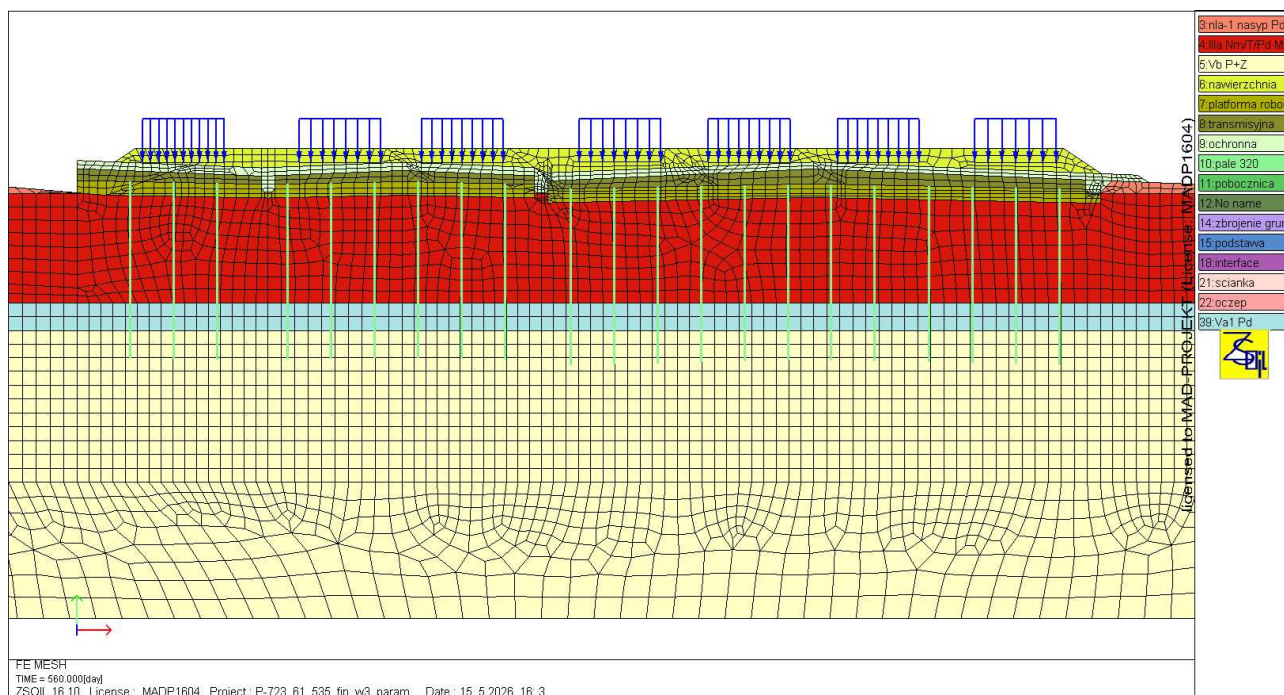 3:nla-1 nasyp Pd
4:IIIa Nm/T/Pd M
5:Vb P+Z
6:nawierzchnia
7:platforma robo
8:transmisyjna
9:ochronna
10:pale 320
11:pobocznica
12:No name
14:zbrojenie grun
15:podstawa
18:interface
21:scianka
22:oczep
39:Va1 Pd
ZSoil
licensed to MAD-PROJEKT (License: MADP1604)
FE MESH
TIME = 560.000[day]
ZSOIL 16.10 License : MADP1604 Project : P-723_61_535_fin_w3_param Date : 15.5.2026 16: 3